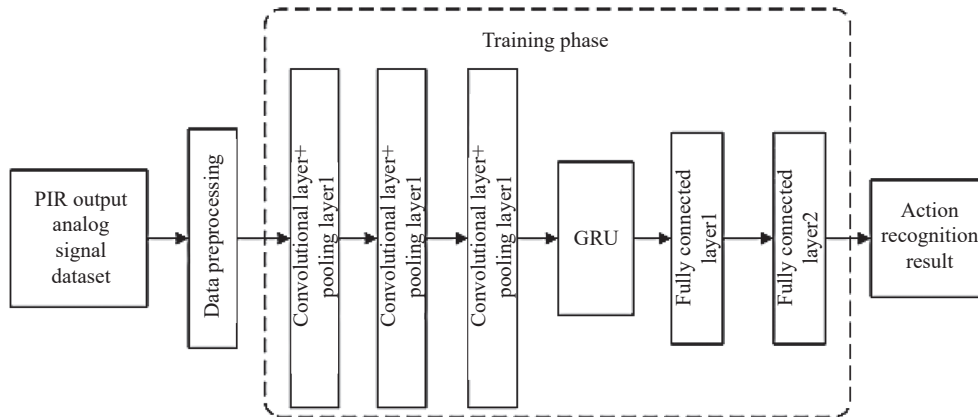 Training phase
PIR output
analog
signal
dataset
Data preprocessing
Convolutional layer+
pooling layer1
Convolutional layer+
pooling layer1
Convolutional layer+
pooling layer1
GRU
Fully connected
layer1
Fully connected
layer2
Action
recognition
result